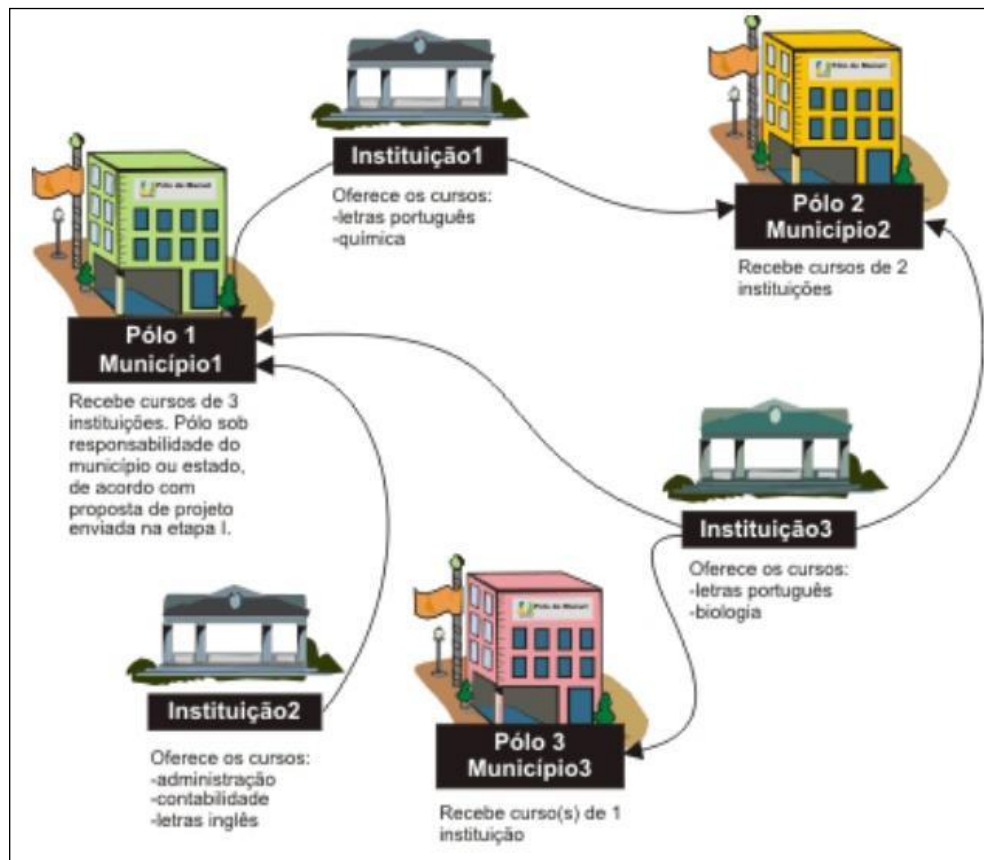 Instituição1
Oferece os cursos:
-letras português
-química
Pólo 2
Município2
Recebe cursos de 2
instituições
Pólo 1
Município1
Recebe cursos de 3
instituições. Pólo sob
responsabilidade do
município ou estado,
de acordo com
proposta de projeto
enviada na etapa I.
Instituição3
Oferece os cursos:
-letras português
-biologia
Instituição2
Oferece os cursos:
-administração
-contabilidade
-letras inglês
Pólo 3
Município3
Recebe curso(s) de 1
instituição